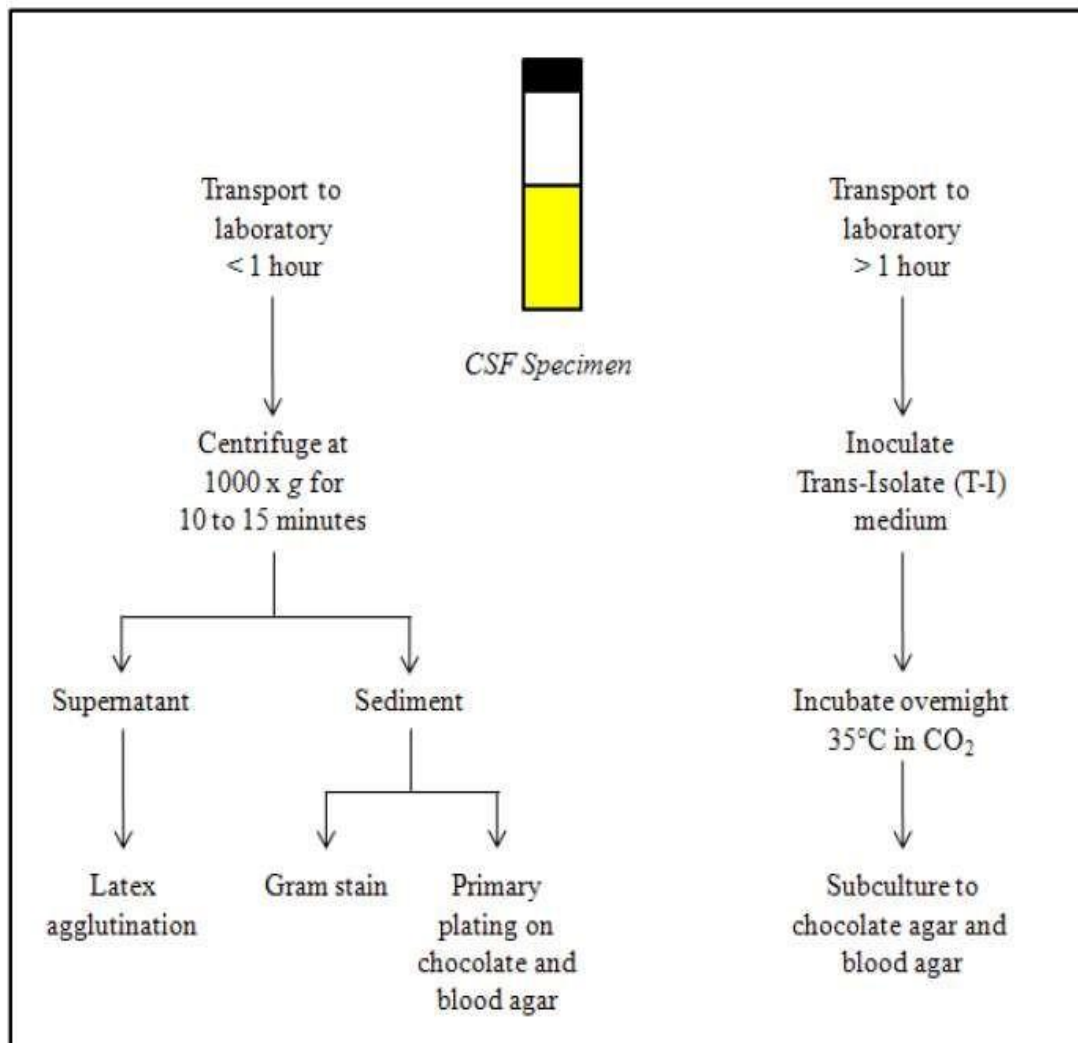 Transport to
laboratory
< 1 hour
CSF Specimen
Transport to
laboratory
> 1 hour
Centrifuge at
1000 x g for
10 to 15 minutes
Inoculate
Trans-Isolate (T-I)
medium
Supernatant
Sediment
Incubate overnight
35°C in CO₂
Latex
agglutination
Gram stain
Primary
plating on
chocolate and
blood agar
Subculture to
chocolate agar and
blood agar